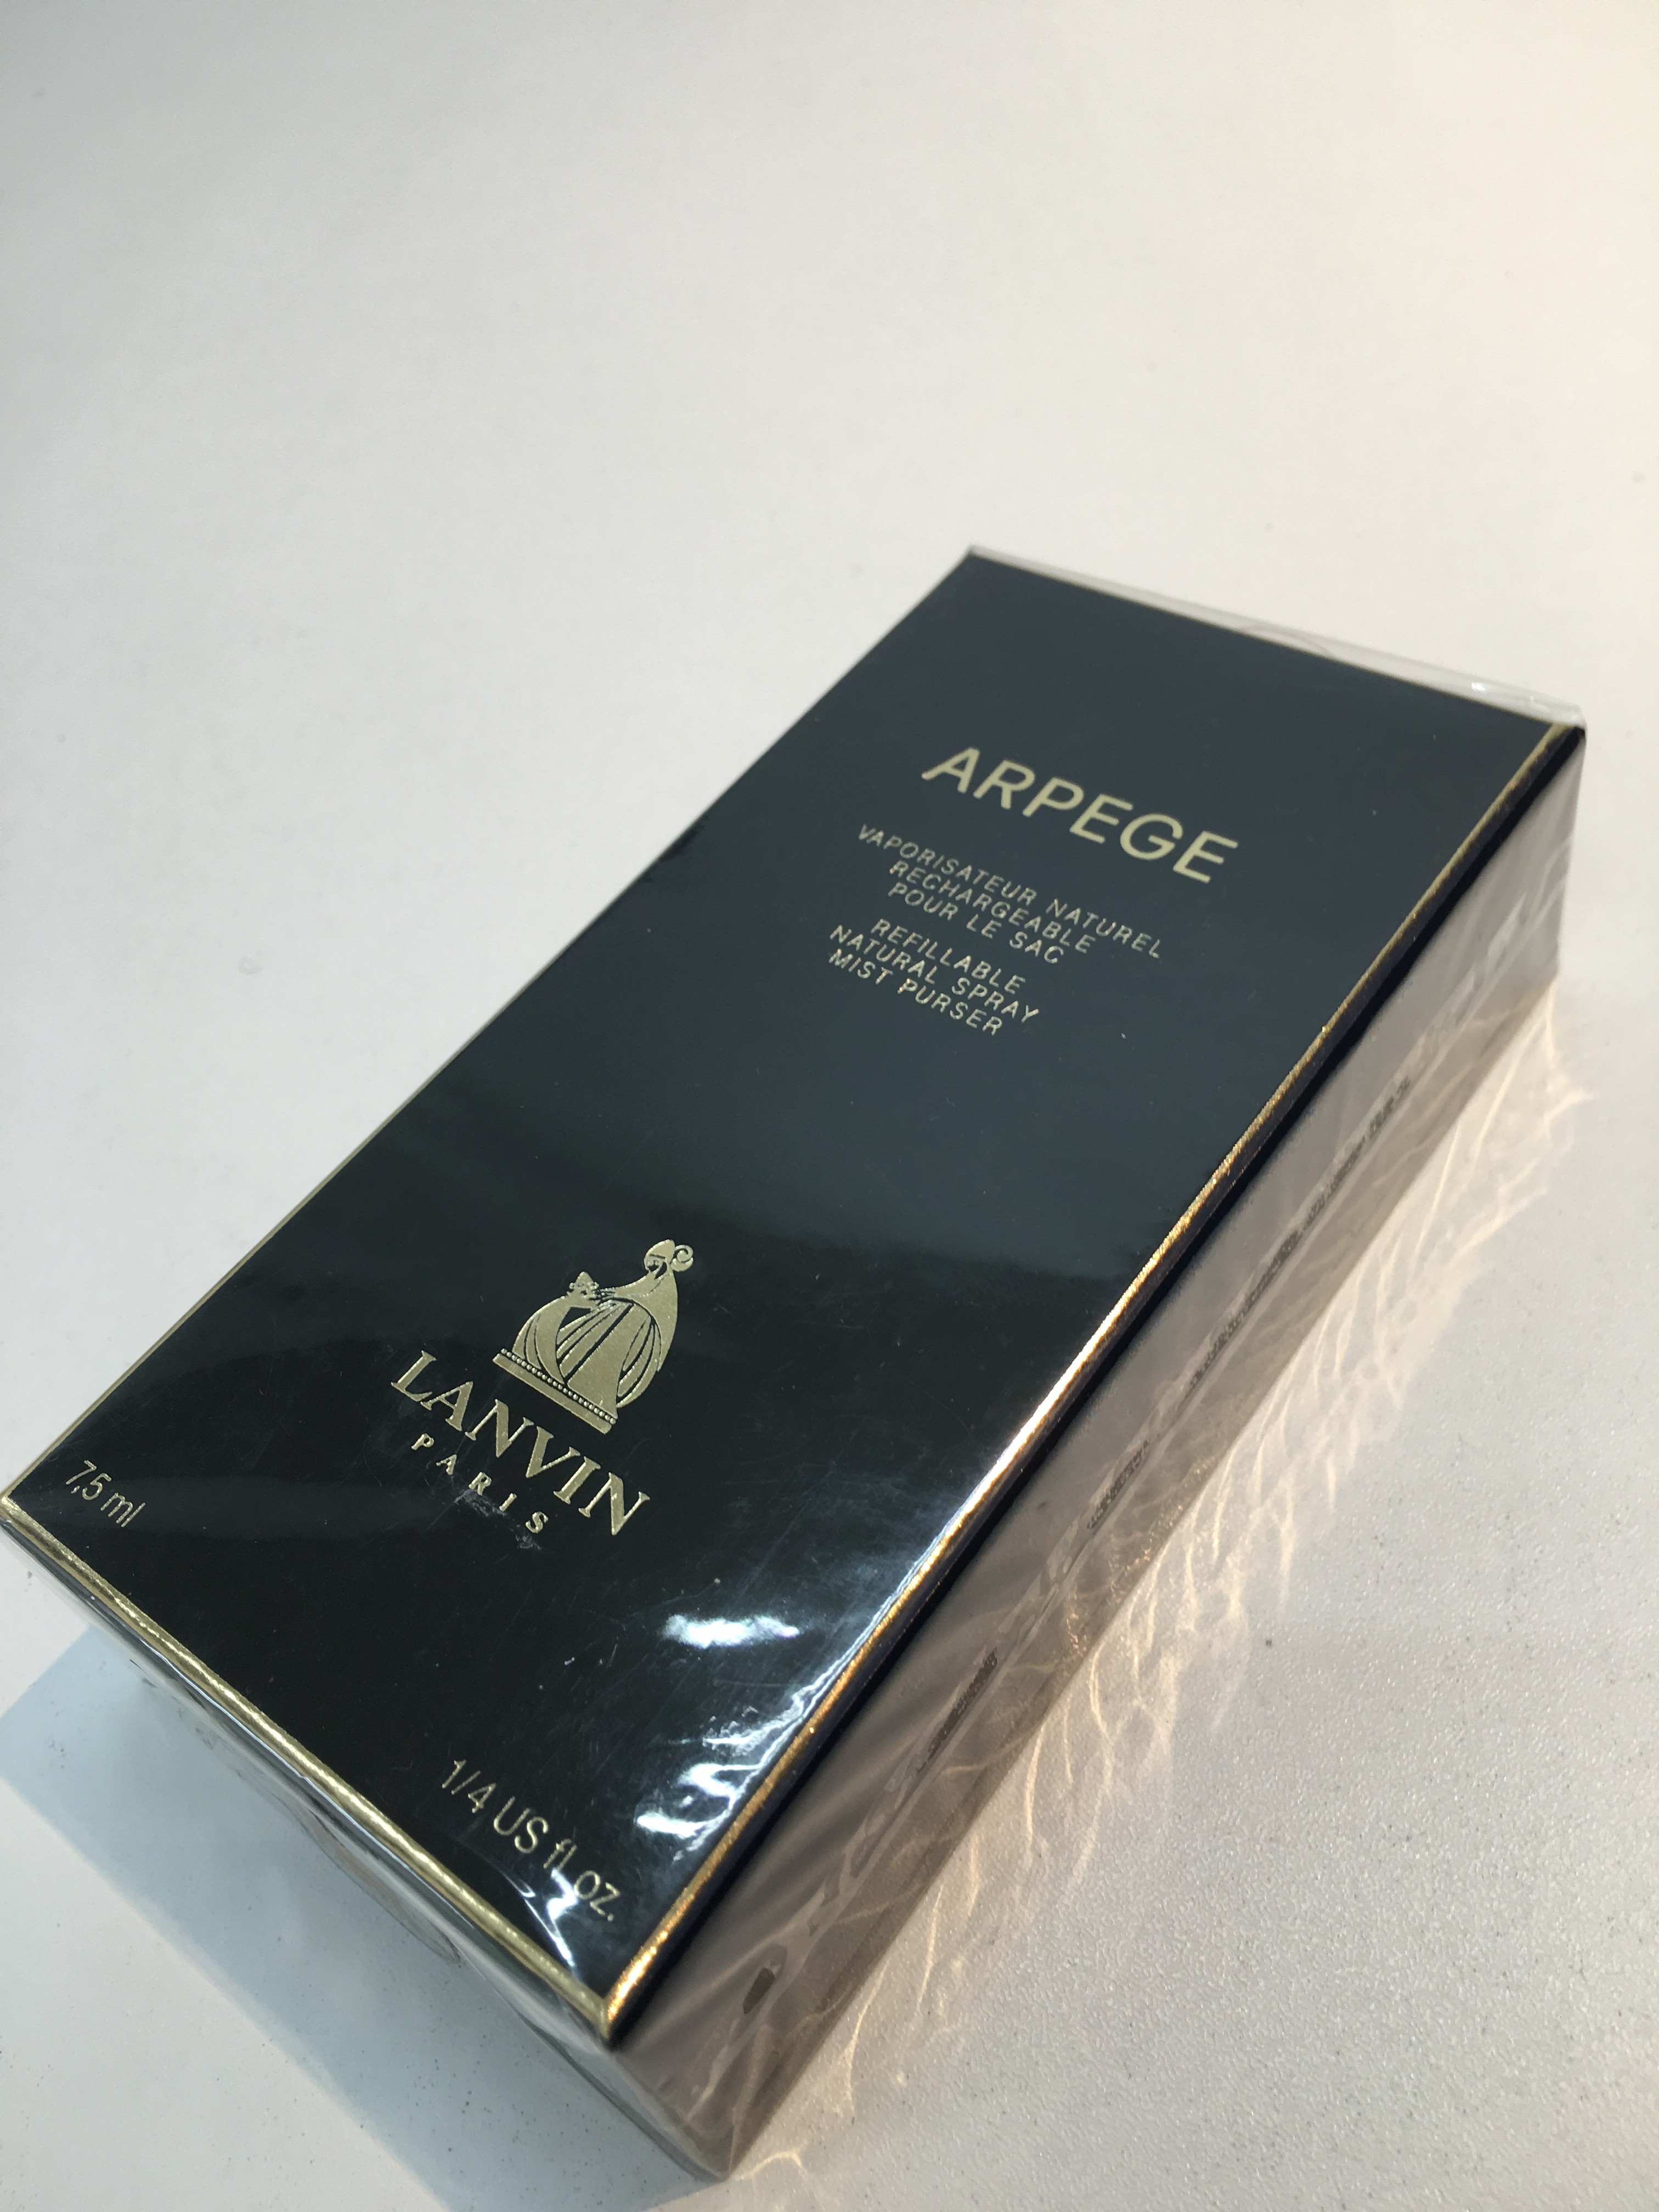 ARPEGE
VAPORISATEUR NATUREL
RECHARGEABLE
POUR LE SAC
REFILLABLE
NATURAL SPRAY
MIST PURSER
LANVIN
PARIS
7,5 ml
1/4 US fl. oz.